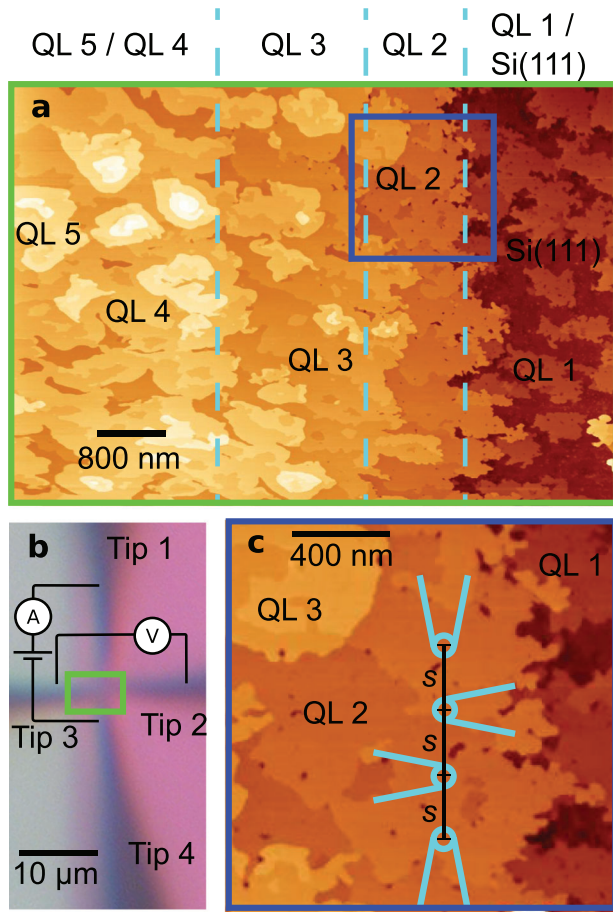 QL 5 / QL 4
QL 3
QL 2
QL 1 /
Si(111)
a
QL 2
QL 5
Si(111)
QL 4
QL 3
QL 1
800 nm
b
Tip 1
A
V
Tip 3
Tip 2
Tip 4
10 µm
c
400 nm
QL 1
QL 3
QL 2
s
s
s